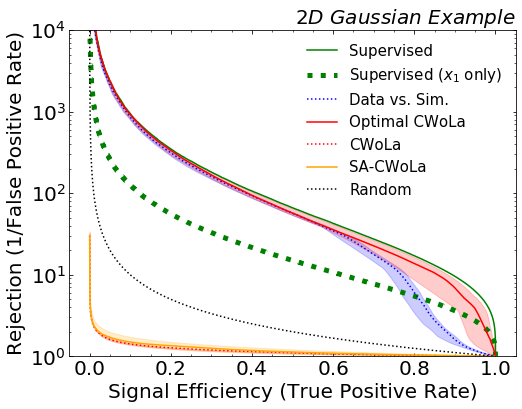 2D Gaussian Example
Rejection (1/False Positive Rate)
10^4
10^3
10^2
10^1
10^0
Supervised
Supervised (x_1 only)
Data vs. Sim.
Optimal CWoLa
CWoLa
SA-CWoLa
Random
0.0 0.2 0.4 0.6 0.8 1.0
Signal Efficiency (True Positive Rate)